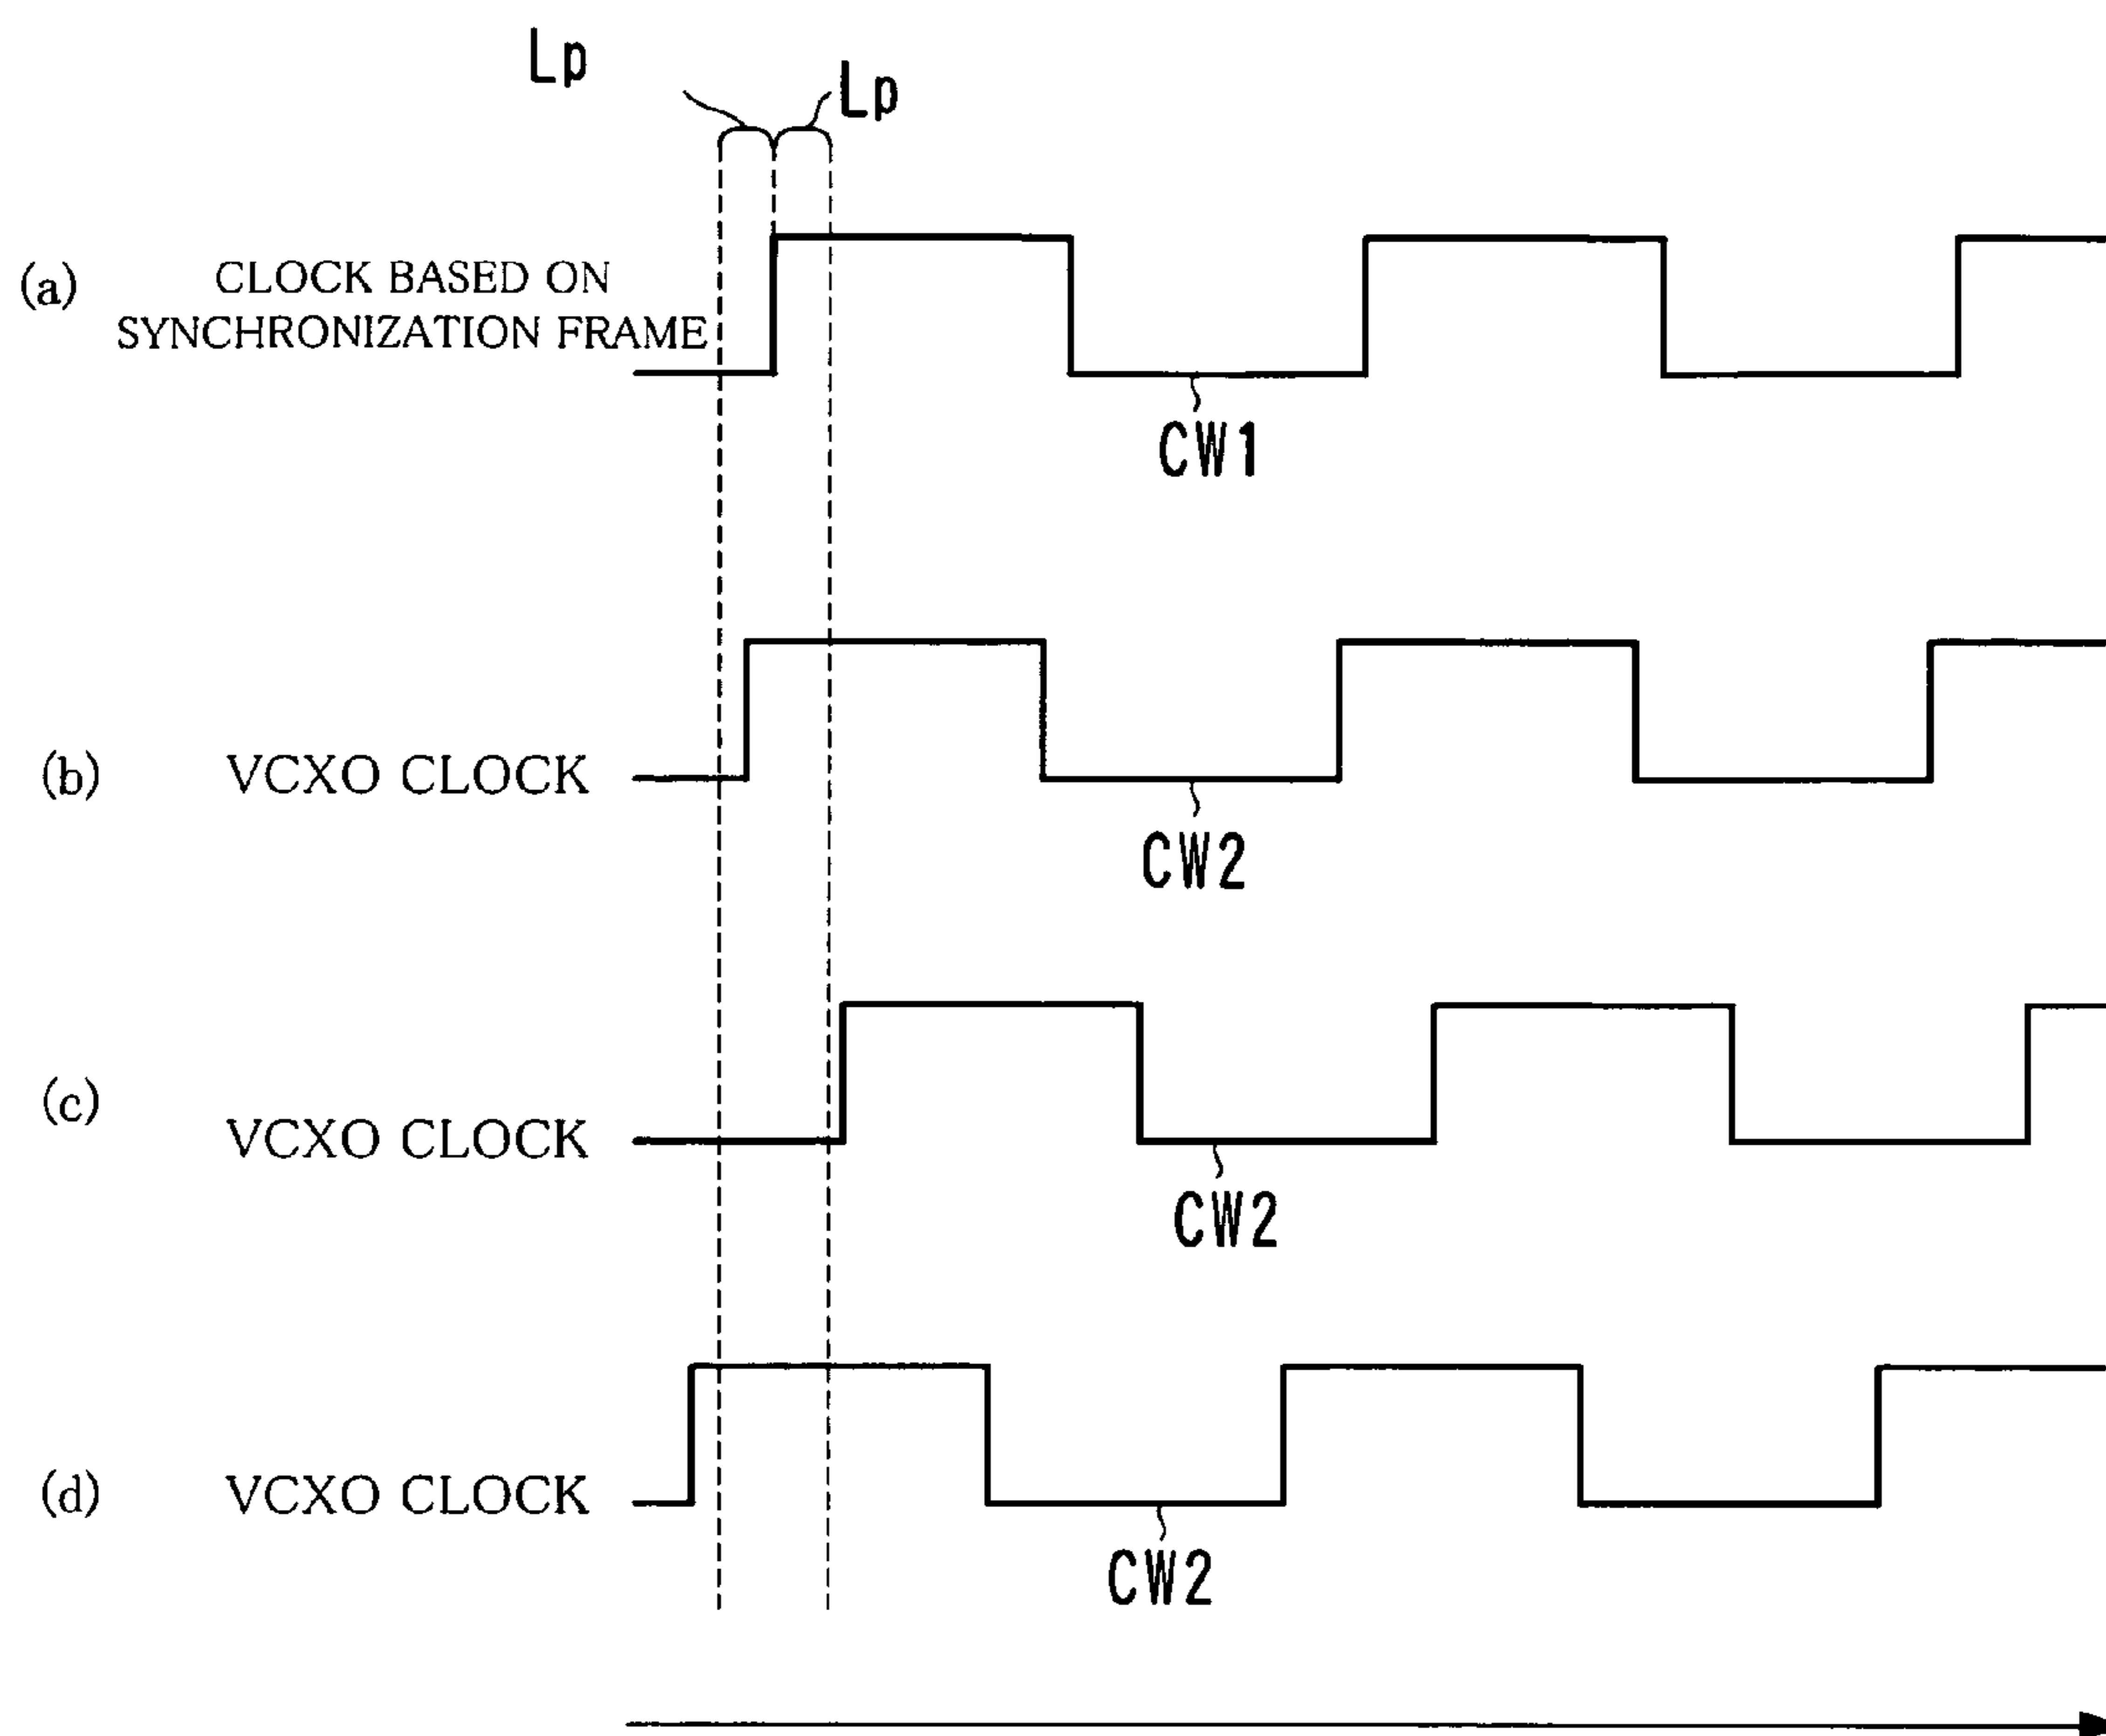 Lp
Lp
(a)
CLOCK BASED ON
SYNCHRONIZATION FRAME
CW1
(b)
VCXO CLOCK
CW2
(c)
VCXO CLOCK
CW2
(d)
VCXO CLOCK
CW2